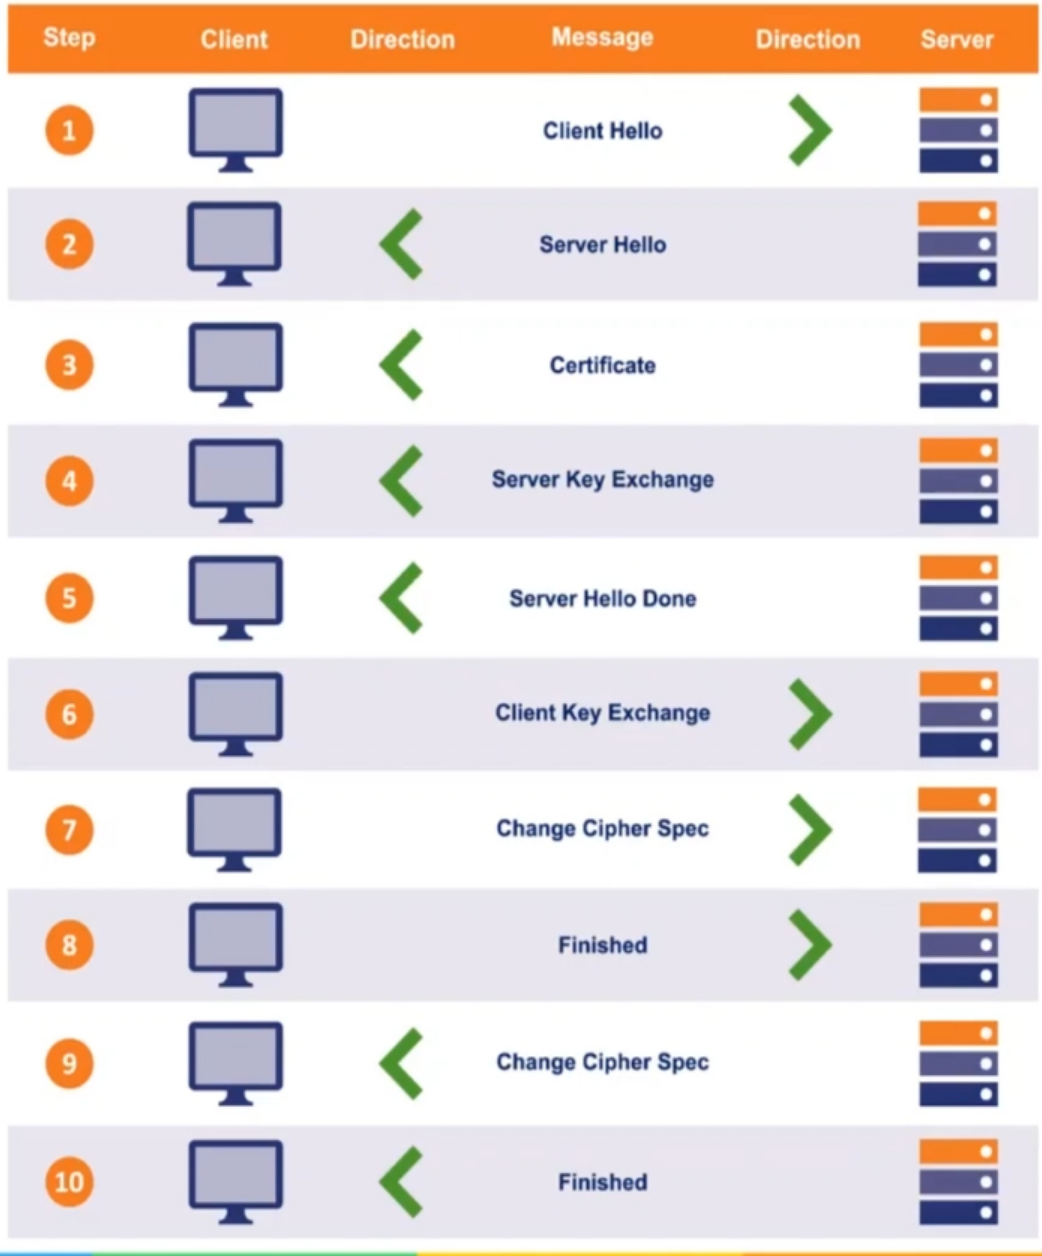 Step Client Direction Message Direction Server
1 Client Hello
2 Server Hello
3 Certificate
4 Server Key Exchange
5 Server Hello Done
6 Client Key Exchange
7 Change Cipher Spec
8 Finished
9 Change Cipher Spec
10 Finished